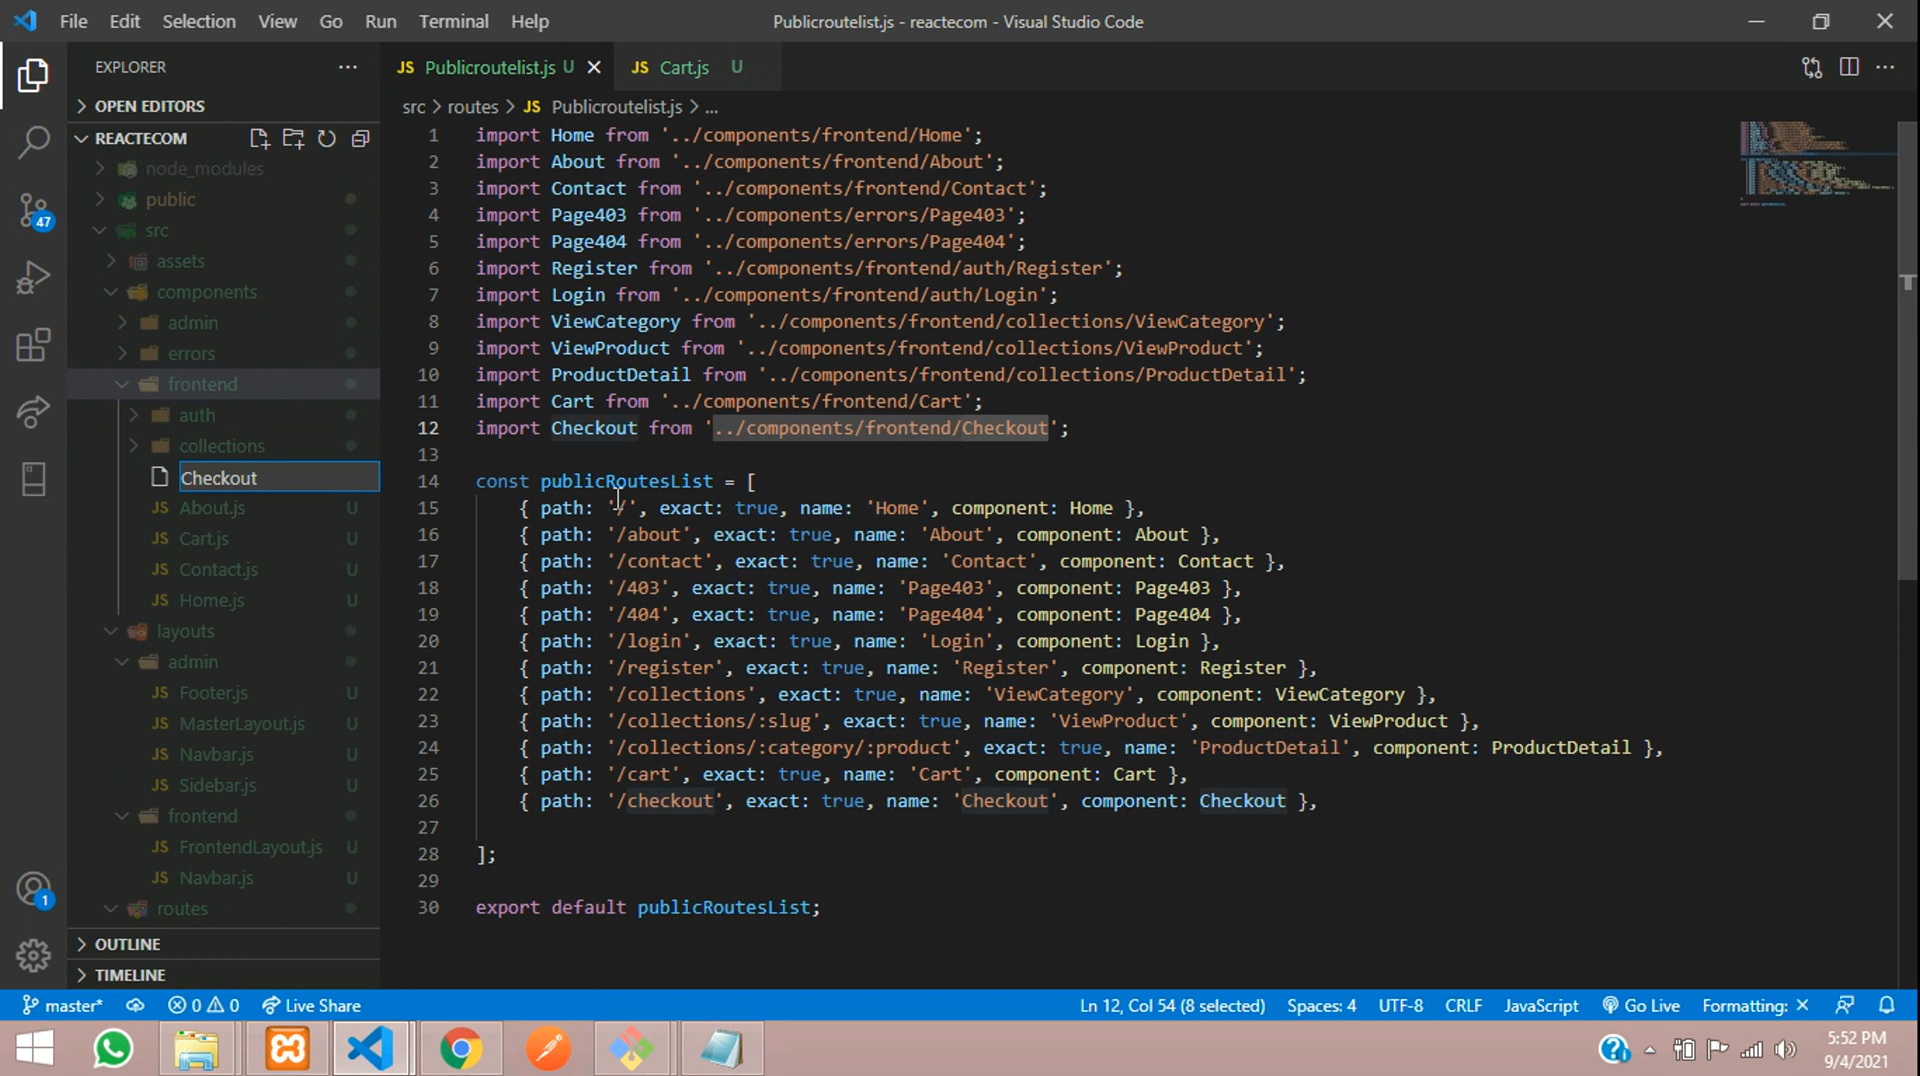 File Edit Selection View Go Run Terminal Help Publicroutelist.js - reactecom - Visual Studio Code
EXPLORER ...
JS Publicroutelist.js U
JS Cart.js U
OPEN EDITORS
src > routes > JS Publicroutelist.js > ...
REACTECOM
node_modules
public
src
assets
components
admin
errors
frontend
auth
collections
Checkout
JS About.js U
JS Cart.js U
JS Contact.js U
JS Home.js U
layouts
admin
JS Footer.js U
JS MasterLayout.js U
JS Navbar.js U
JS Sidebar.js U
frontend
JS FrontendLayout.js U
JS Navbar.js U
routes
OUTLINE
TIMELINE
47
1
1 import Home from '../components/frontend/Home';
2 import About from '../components/frontend/About';
3 import Contact from '../components/frontend/Contact';
4 import Page403 from '../components/errors/Page403';
5 import Page404 from '../components/errors/Page404';
6 import Register from '../components/frontend/auth/Register';
7 import Login from '../components/frontend/auth/Login';
8 import ViewCategory from '../components/frontend/collections/ViewCategory';
9 import ViewProduct from '../components/frontend/collections/ViewProduct';
10 import ProductDetail from '../components/frontend/collections/ProductDetail';
11 import Cart from '../components/frontend/Cart';
12 import Checkout from '../components/frontend/Checkout';
13
14 const publicRoutesList = [
15 { path: '/', exact: true, name: 'Home', component: Home },
16 { path: '/about', exact: true, name: 'About', component: About },
17 { path: '/contact', exact: true, name: 'Contact', component: Contact },
18 { path: '/403', exact: true, name: 'Page403', component: Page403 },
19 { path: '/404', exact: true, name: 'Page404', component: Page404 },
20 { path: '/login', exact: true, name: 'Login', component: Login },
21 { path: '/register', exact: true, name: 'Register', component: Register },
22 { path: '/collections', exact: true, name: 'ViewCategory', component: ViewCategory },
23 { path: '/collections/:slug', exact: true, name: 'ViewProduct', component: ViewProduct },
24 { path: '/collections/:category/:product', exact: true, name: 'ProductDetail', component: ProductDetail },
25 { path: '/cart', exact: true, name: 'Cart', component: Cart },
26 { path: '/checkout', exact: true, name: 'Checkout', component: Checkout },
27
28 ];
29
30 export default publicRoutesList;
master* 0 0 Live Share Ln 12, Col 54 (8 selected) Spaces: 4 UTF-8 CRLF JavaScript Go Live Formatting: ×
5:52 PM
9/4/2021